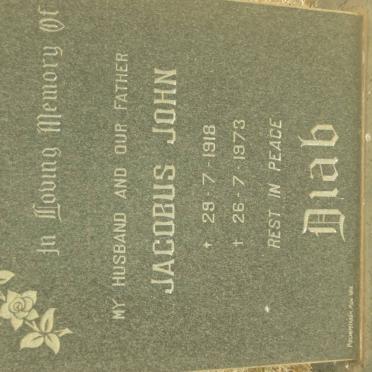 In Loving Memory Of
MY HUSBAND AND OUR FATHER
JACOBUS JOHN
* 29·7·1918
† 26·7·1973
REST IN PEACE
Diab